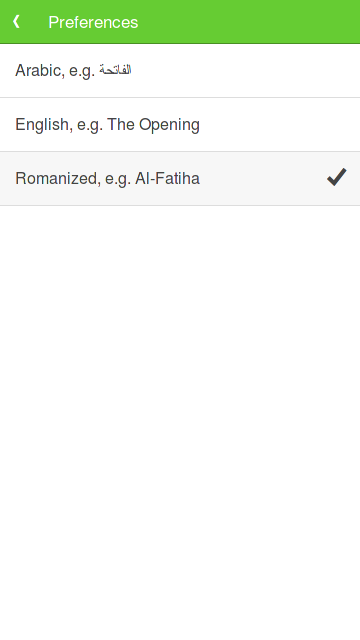 Preferences
Arabic, e.g. الفاتحة
English, e.g. The Opening
Romanized, e.g. Al-Fatiha